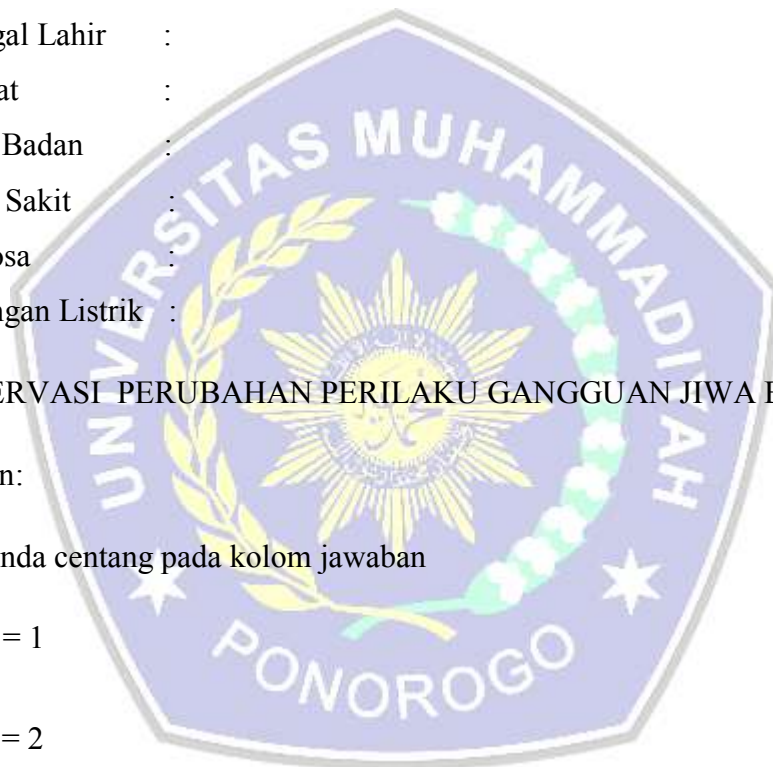 gal Lahir :
at :
Badan :
Sakit :
osa :
ngan Listrik :
UNIVERSITAS MUHAMMADIYAH
ERVASI PERUBAHAN PERILAKU GANGGUAN JIWA
n:
nda centang pada kolom jawaban
= 1
PONOROGO
= 2